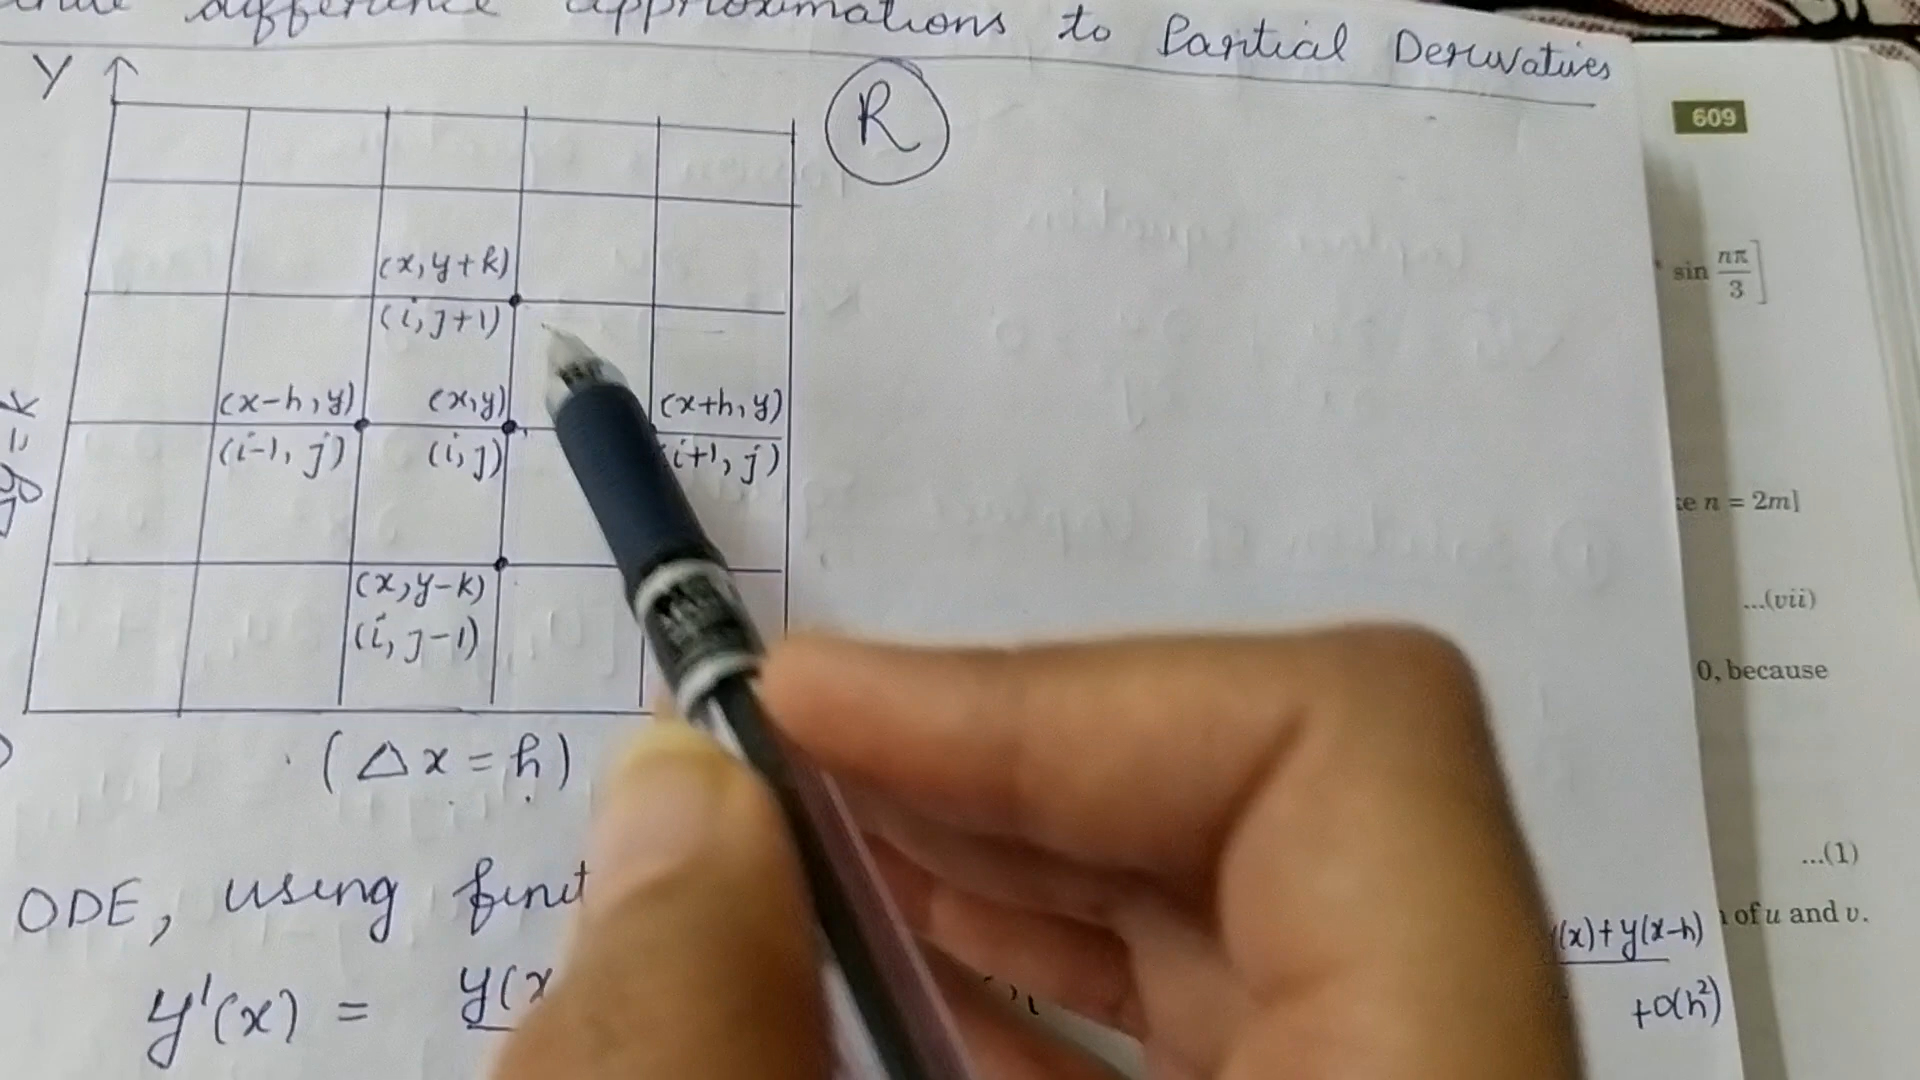 difference approximations to Partial Derivatives
Y
R
609
(x, y+k)
(i, j+1)
sin nπ/3 ]
(x-h, y) (x,y) (x+h, y)
(i-1, j) (i,j) i+1, j)
= k
n = 2m]
(x, y-k)
(i, j-1)
...(vii)
0, because
(Δx = h)
...(1)
ODE, using
of u and v.
(x)+y(x-h)
y'(x) = y(x
+O(h²)